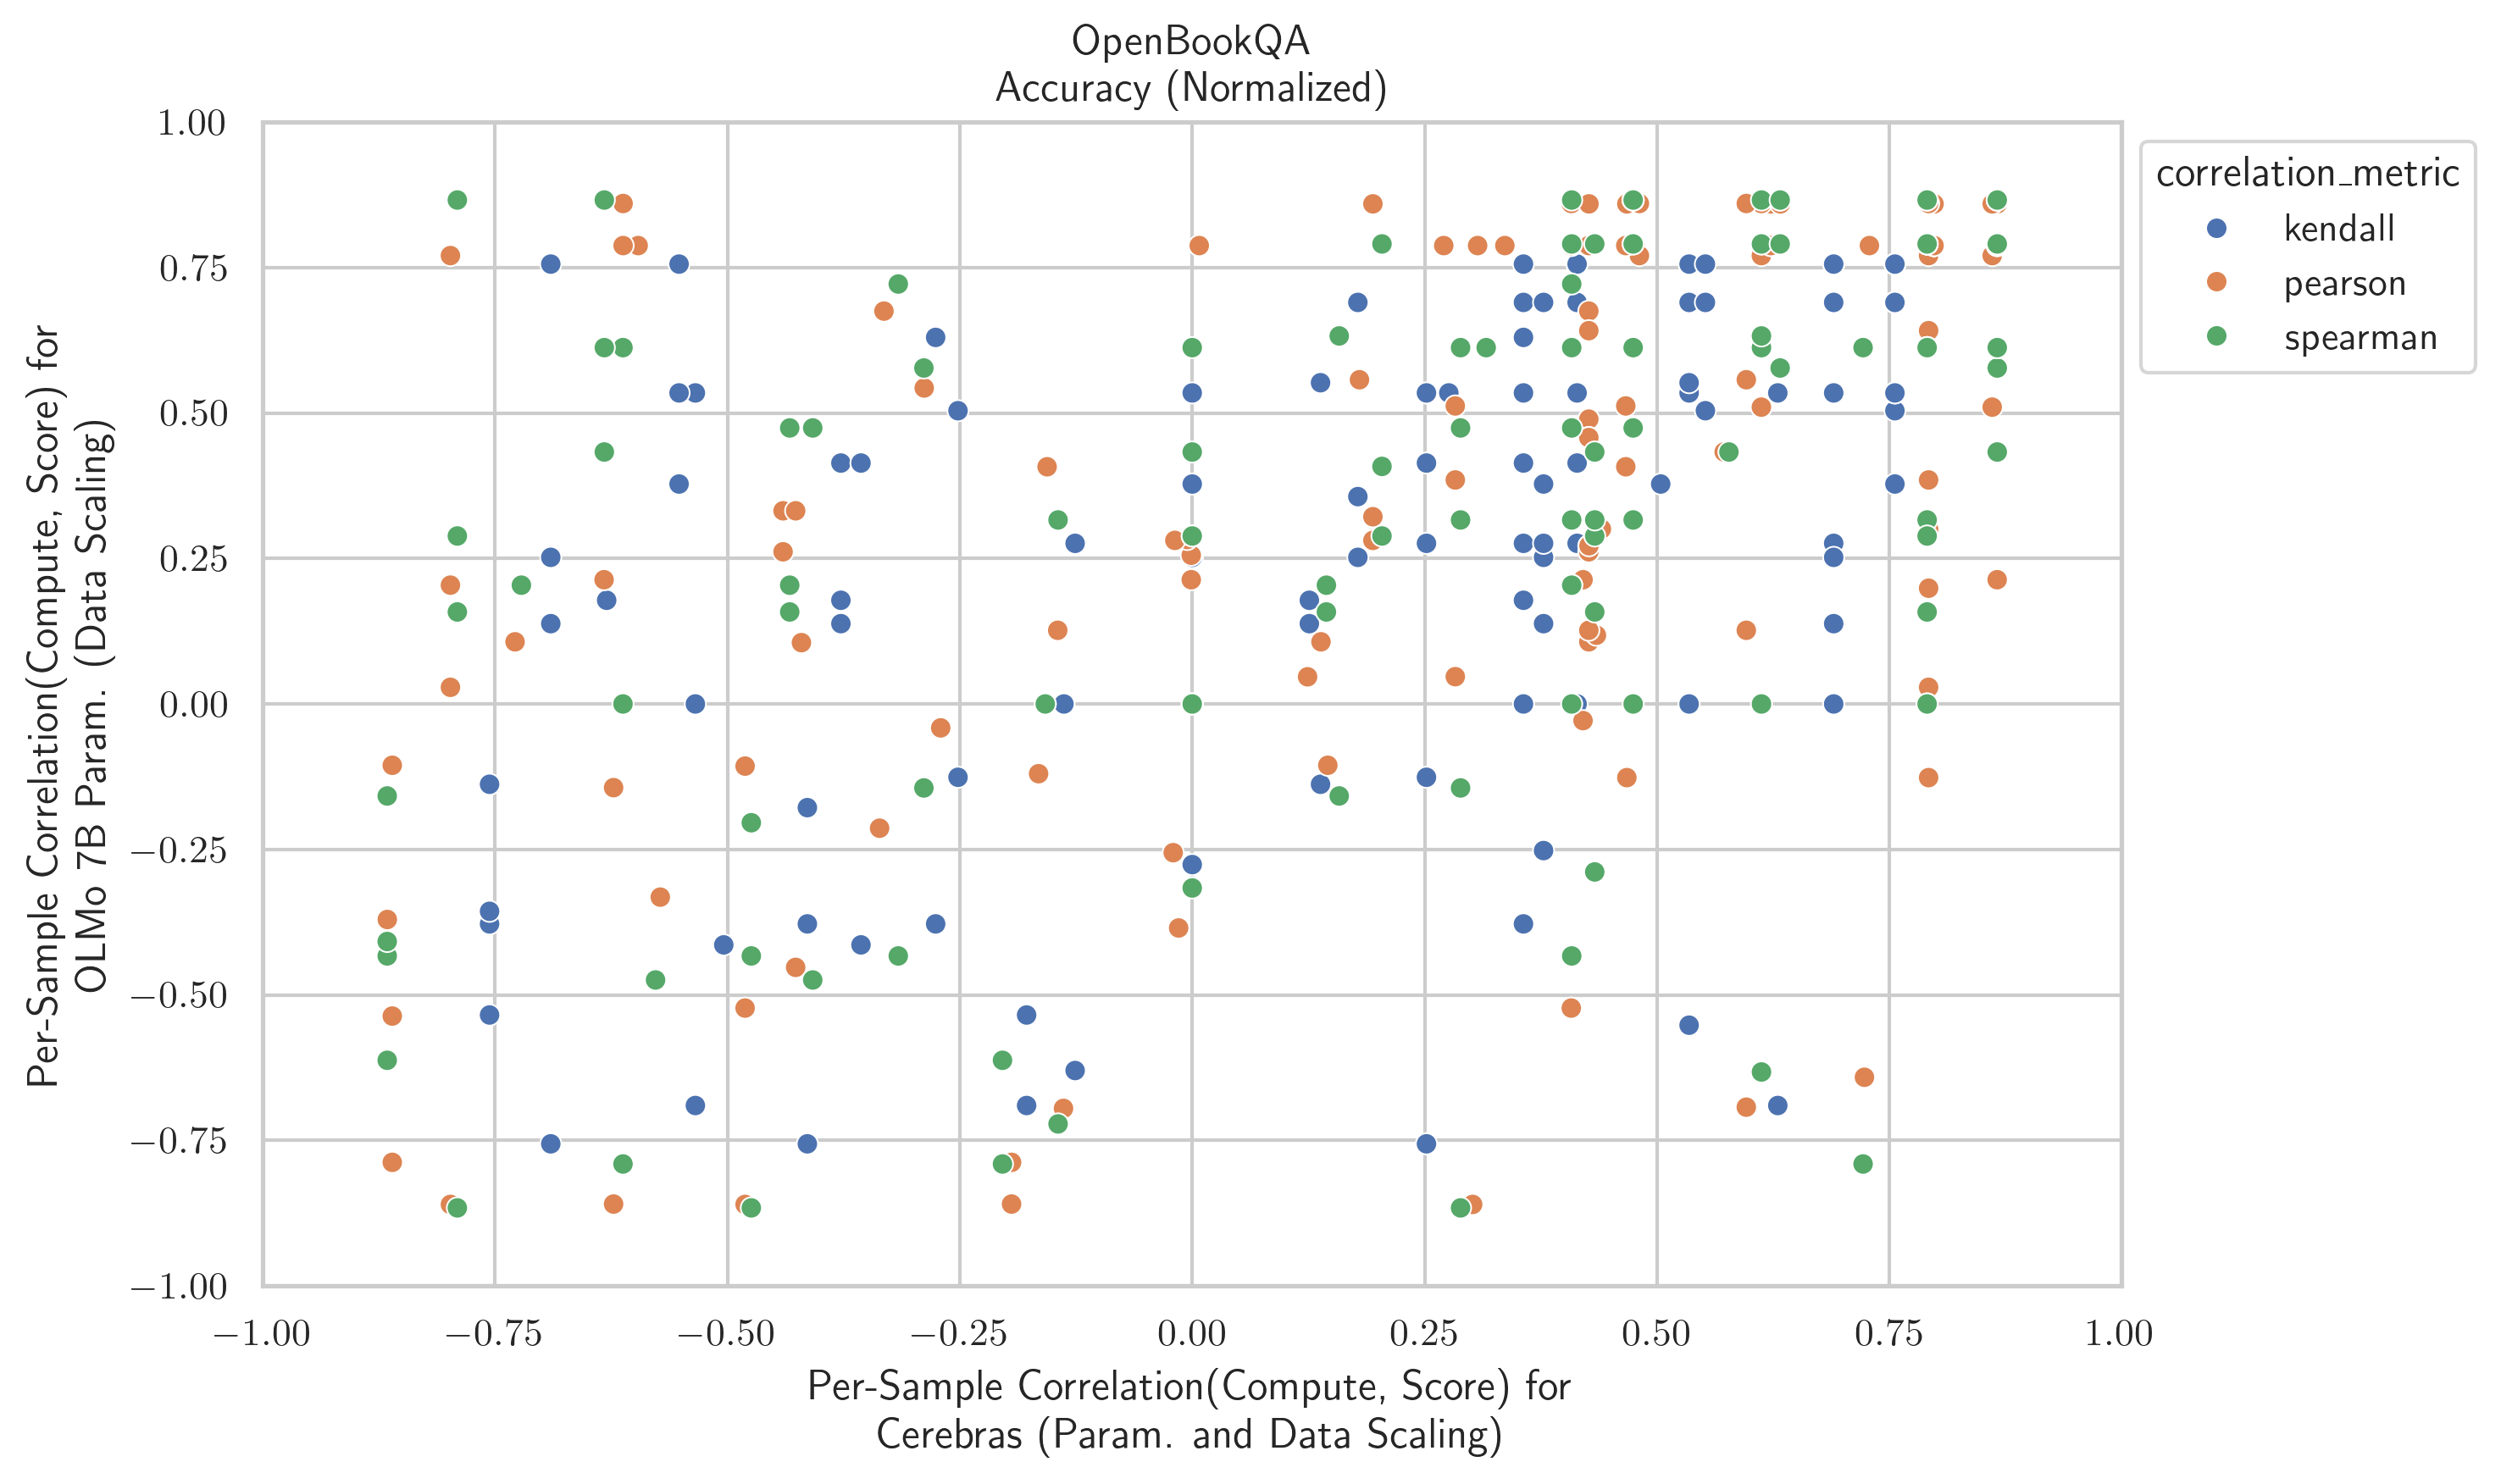 OpenBookQA
Accuracy (Normalized)
Per-Sample Correlation(Compute, Score) for
OLMo 7B Param. (Data Scaling)
1.00
0.75
0.50
0.25
0.00
−0.25
−0.50
−0.75
−1.00
−1.00 −0.75 −0.50 −0.25 0.00 0.25 0.50 0.75 1.00
Per-Sample Correlation(Compute, Score) for
Cerebras (Param. and Data Scaling)
correlation_metric
kendall
pearson
spearman